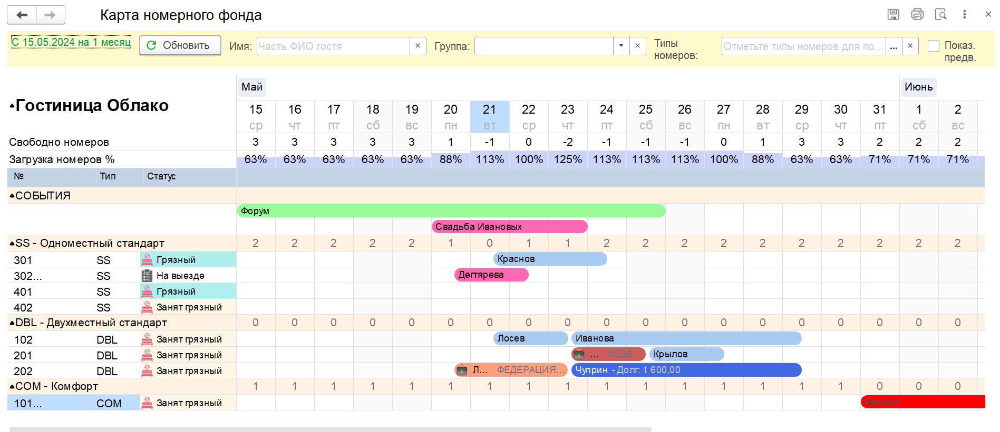 Карта номерного фонда
С 15.05.2024 на 1 месяц Обновить Имя: Часть ФИО гостя Группа: Типы номеров: Отметьте типы номеров для по... ... Показ. предв.
Май Июнь
Гостиница Облако
15 16 17 18 19 20 21 22 23 24 25 26 27 28 29 30 31 1 2
ср чт пт сб вс пн вт ср чт пт сб вс пн вт ср чт пт сб вс
Свободно номеров 3 3 3 3 3 1 -1 0 -2 -1 -1 -1 0 1 3 3 2 2 2
Загрузка номеров % 63% 63% 63% 63% 63% 88% 113% 100% 125% 113% 113% 113% 100% 88% 63% 63% 71% 71% 71%
№ Тип Статус
СОБЫТИЯ
Форум
Свадьба Ивановых
SS - Одноместный стандарт 2 2 2 2 2 1 0 1 1 2 2 2 2 2 2 2 2 2 2
301 SS Грязный Краснов
302... SS На выезде Дегтярева
401 SS Грязный
402 SS Занят грязный
DBL - Двухместный стандарт 0 0 0 0 0 0 0 0 0 0 0 0 0 0 0 0 0 0 0
102 DBL Занят грязный Лосев Иванова
201 DBL Занят грязный ... ФЕДЕ... Крылов
202 DBL Занят грязный Л... ФЕДЕРАЦИЯ... Чуприн - Долг: 1 600,00
COM - Комфорт 1 1 1 1 1 1 1 1 1 1 1 1 1 1 1 1 0 0 0
101... COM Занят грязный Ремонт